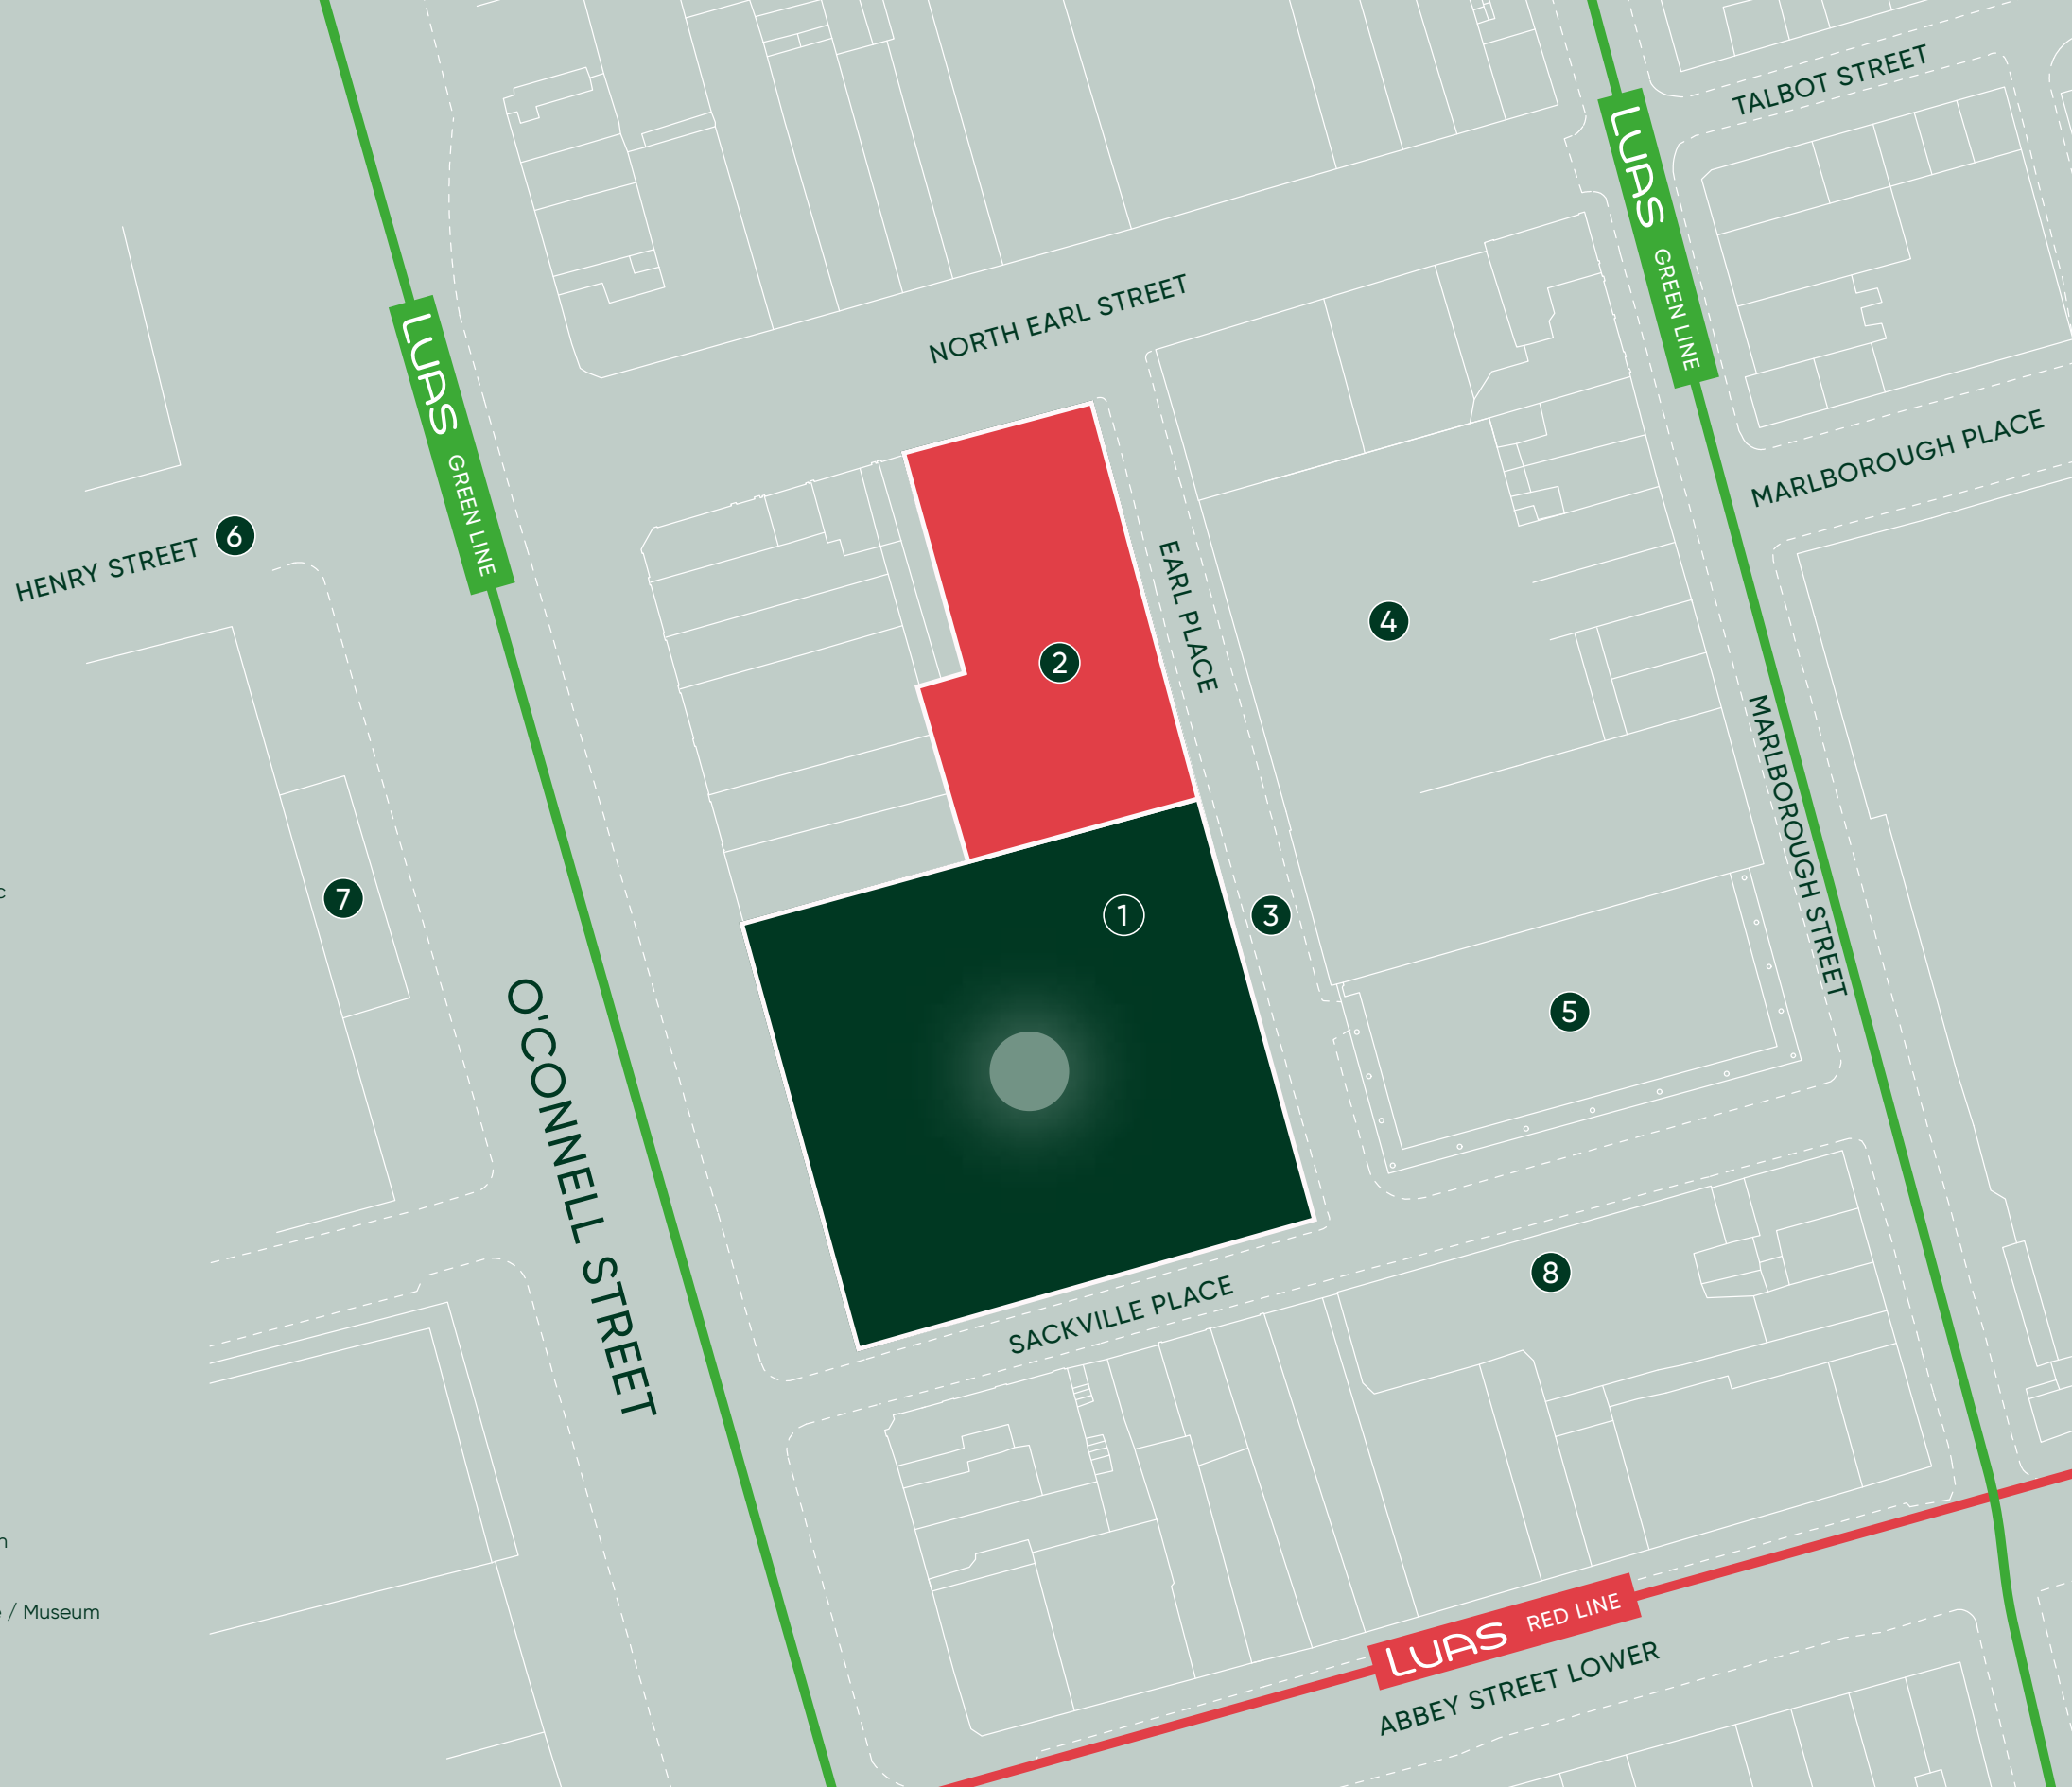 TALBOT STREET
LUAS GREEN LINE
NORTH EARL STREET
LUAS GREEN LINE
MARLBOROUGH PLACE
HENRY STREET
6
EARL PLACE
4
2
MARLBOROUGH STREET
7
1
3
O'CONNELL STREET
5
8
SACKVILLE PLACE
/ Museum
LUAS RED LINE
ABBEY STREET LOWER